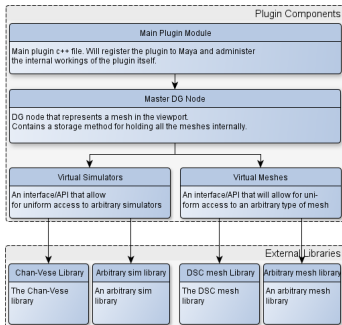 Plugin Components
Main Plugin Module
Main plugin c++ file. Will register the plugin to Maya and administer
the internal workings of the plugin itself.
Master DG Node
DG node that represents a mesh in the viewport.
Contains a storage method for holding all the meshes internally.
Virtual Simulators
An interface/API that allow
for uniform access to arbitrary simulators
Virtual Meshes
An interface/API that will allow for uni-
form access to an arbitrary type of mesh
External Libraries
Chan-Vese Library
The Chan-Vese
library
Arbitrary sim library
An arbitrary sim
library
DSC mesh Library
The DSC mesh
library
Arbitrary mesh library
An arbitrary mesh
library